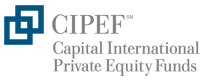 CIPEF℠
Capital International
Private Equity Funds